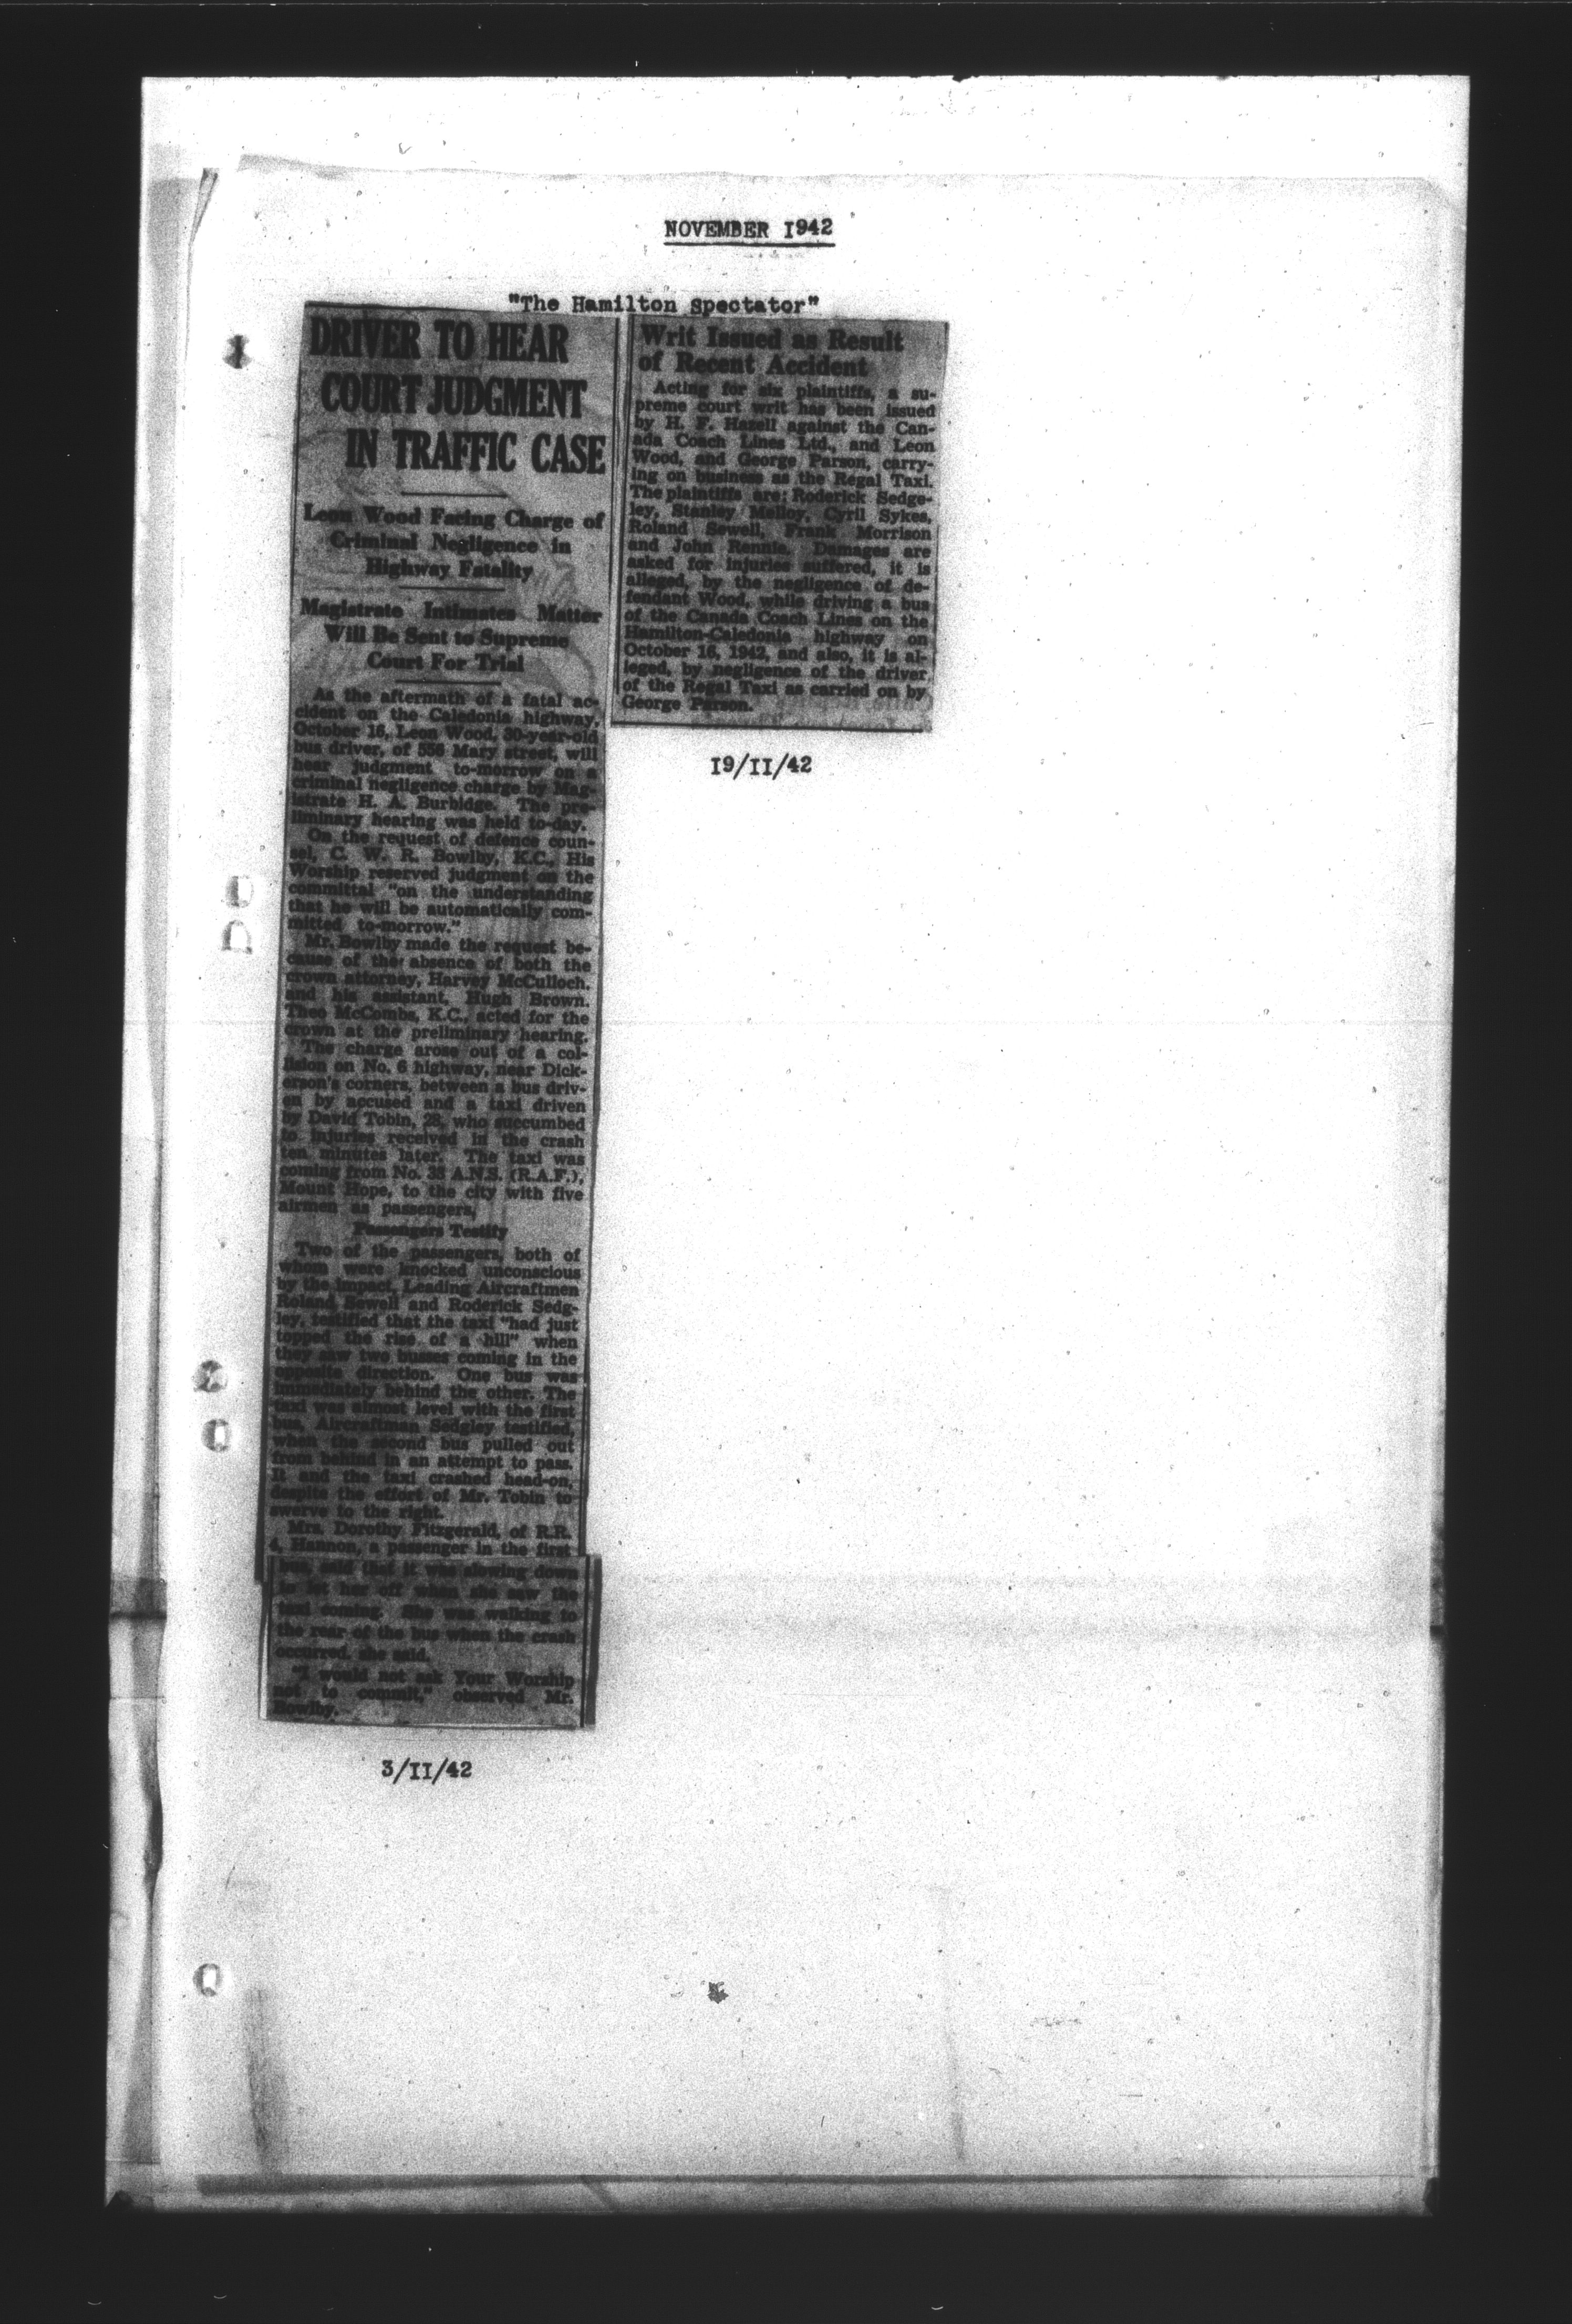 NOVEMBER I942
"The Hamilton Spectator"
DRIVER TO HEAR
COURT JUDGMENT
IN TRAFFIC CASE
Leon Wood Facing Charge of
Criminal Negligence in
Highway Fatality
Magistrate Intimates Matter
Will Be Sent to Supreme
Court For Trial
As the aftermath of a fatal ac-
cident on the Caledonia highway,
October 16, Leon Wood, 30-year-old
bus driver, of 556 Mary street, will
hear judgment to-morrow on a
criminal negligence charge by Mag-
istrate H. A. Burbidge. The pre-
liminary hearing was held to-day.
On the request of defence coun-
sel, C. W. R. Bowlby, K.C., His
Worship reserved judgment on the
committal "on the understanding
that he will be automatically com-
mitted to-morrow."
Mr. Bowlby made the request be-
cause of the absence of both the
crown attorney, Harvey McCulloch,
and his assistant, Hugh Brown.
Theo McCombs, K.C., acted for the
crown at the preliminary hearing.
The charge arose out of a col-
lision on No. 6 highway, near Dick-
erson's corners, between a bus driv-
en by accused and a taxi driven
by David Tobin, 28, who succumbed
to injuries received in the crash
ten minutes later. The taxi was
coming from No. 33 A.N.S. (R.A.F.),
Mount Hope, to the city with five
airmen as passengers.
Passengers Testify
Two of the passengers, both of
whom were knocked unconscious
by the impact, Leading Aircraftmen
Roland Sewell and Roderick Sedg-
ley, testified that the taxi "had just
topped the rise of a hill" when
they saw two busses coming in the
opposite direction. One bus was
immediately behind the other. The
taxi was almost level with the first
bus, Aircraftman Sedgley testified,
when the second bus pulled out
from behind in an attempt to pass.
It and the taxi crashed head-on,
despite the effort of Mr. Tobin to
swerve to the right.
Mrs. Dorothy Fitzgerald, of R.R.
4, Hannon, a passenger in the first
bus, said that it was slowing down
to let her off when she saw the
taxi coming. She was walking to
the rear of the bus when the crash
occurred, she said.
"I would not ask Your Worship
not to commit," observed Mr.
Bowlby.
3/II/42
Writ Issued as Result
of Recent Accident
Acting for six plaintiffs, a su-
preme court writ has been issued
by H. F. Hazell against the Can-
ada Coach Lines Ltd., and Leon
Wood, and George Parson, carry-
ing on business as the Regal Taxi.
The plaintiffs are: Roderick Sedge-
ley, Stanley Melloy, Cyril Sykes,
Roland Sewell, Frank Morrison
and John Rennie. Damages are
asked for injuries suffered, it is
alleged, by the negligence of de-
fendant Wood, while driving a bus
of the Canada Coach Lines on the
Hamilton-Caledonia highway on
October 16, 1942, and also, it is al-
leged, by negligence of the driver
of the Regal Taxi as carried on by
George Parson.
I9/II/42